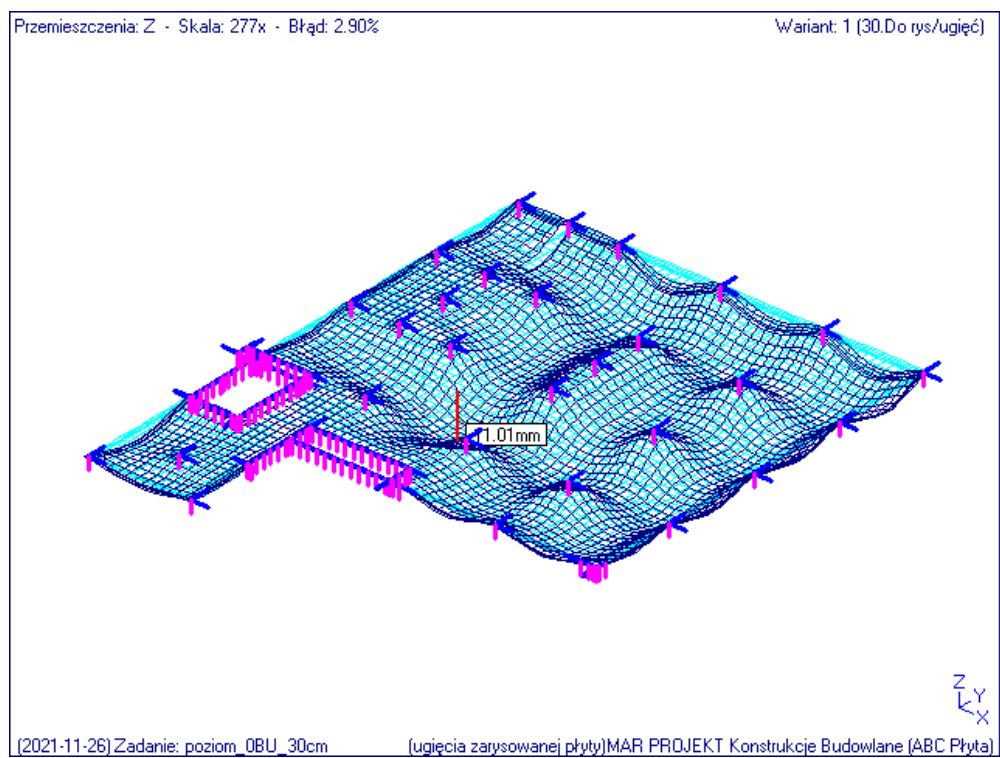 Przemieszczenia: Z - Skala: 277x - Błąd: 2.90%
Wariant: 1 (30.Do rys/ugięć)
11.01mm
Z
Y
X
(2021-11-26) Zadanie: poziom_0BU_30cm
(ugięcia zarysowanej płyty)MAR PROJEKT Konstrukcje Budowlane (ABC Płyta)